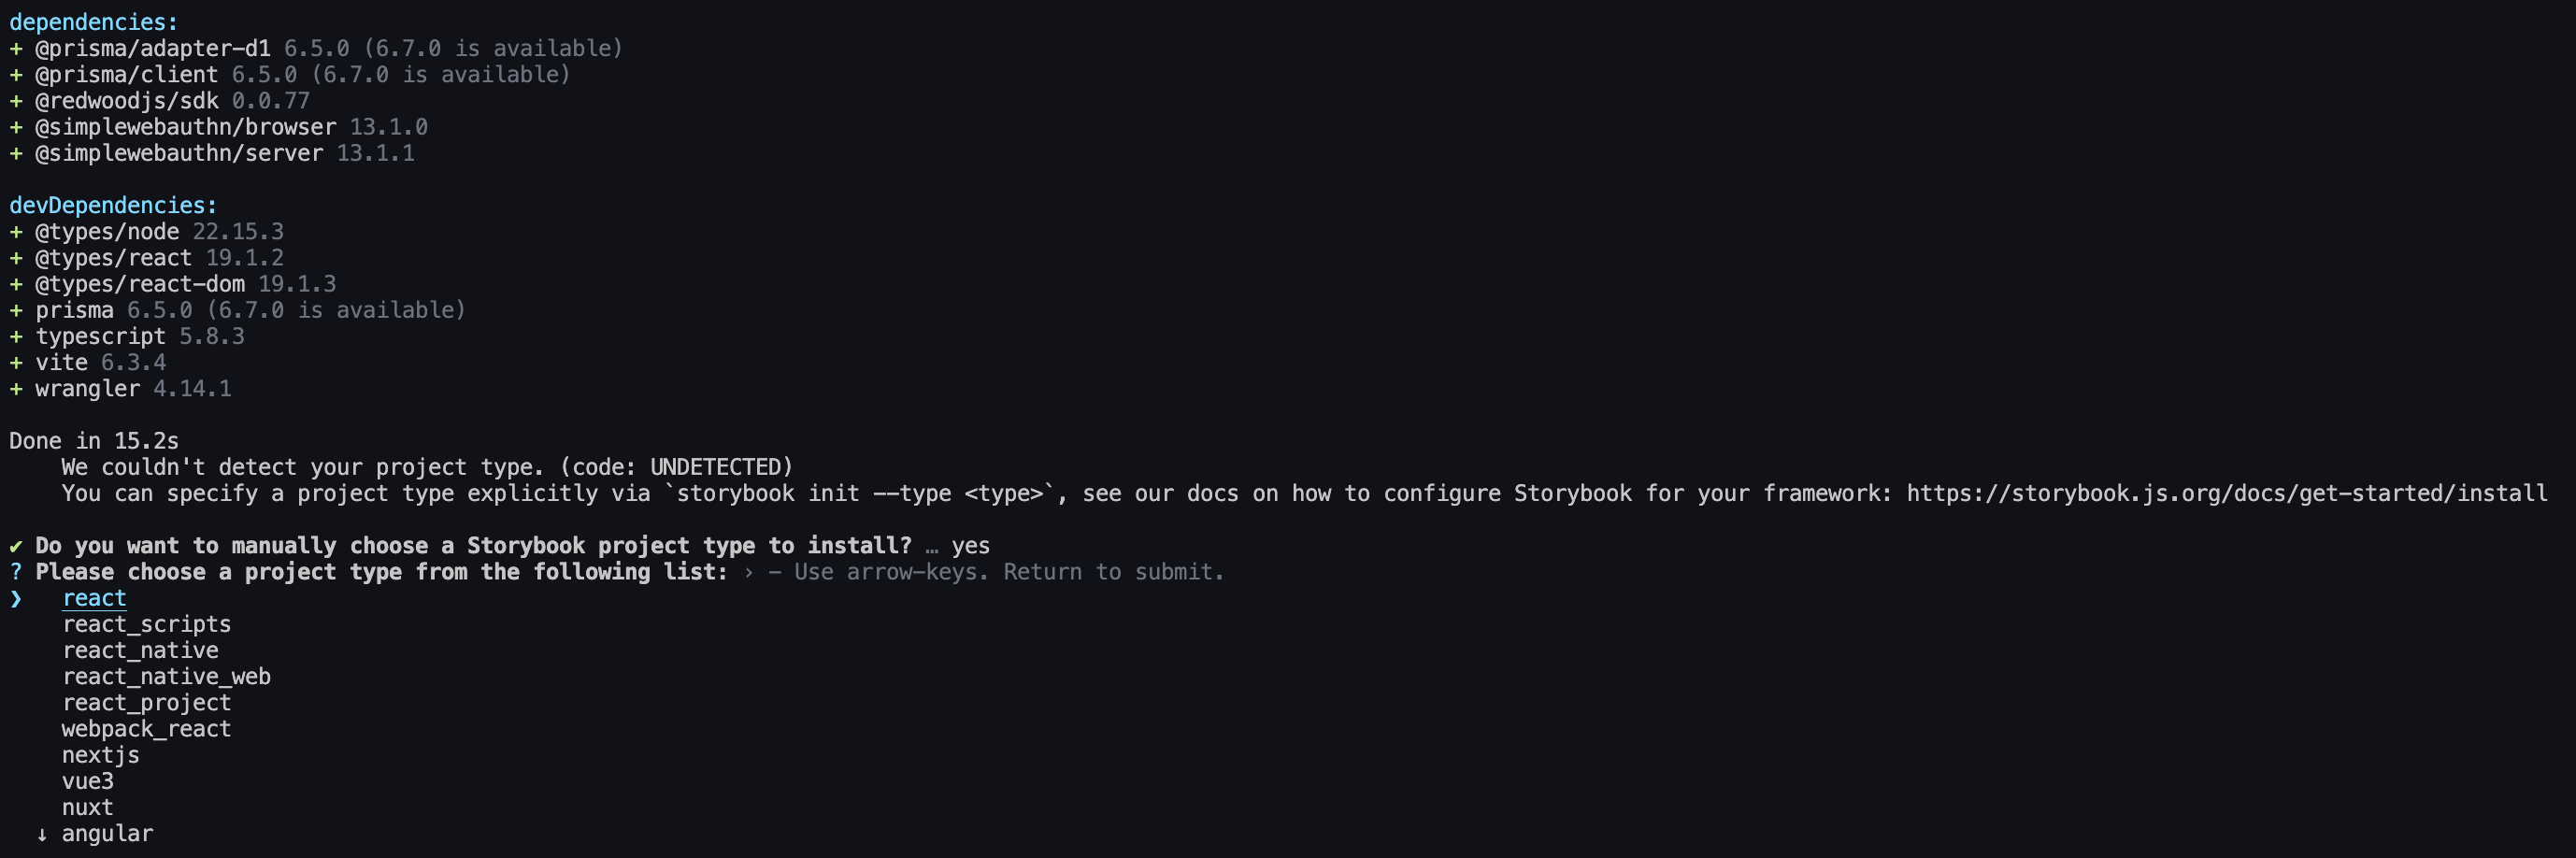 dependencies:
+ @prisma/adapter-d1 6.5.0 (6.7.0 is available)
+ @prisma/client 6.5.0 (6.7.0 is available)
+ @redwoodjs/sdk 0.0.77
+ @simplewebauthn/browser 13.1.0
+ @simplewebauthn/server 13.1.1

devDependencies:
+ @types/node 22.15.3
+ @types/react 19.1.2
+ @types/react-dom 19.1.3
+ prisma 6.5.0 (6.7.0 is available)
+ typescript 5.8.3
+ vite 6.3.4
+ wrangler 4.14.1

Done in 15.2s
    We couldn't detect your project type. (code: UNDETECTED)
    You can specify a project type explicitly via `storybook init --type <type>`, see our docs on how to configure Storybook for your framework: https://storybook.js.org/docs/get-started/install

✔ Do you want to manually choose a Storybook project type to install? … yes
? Please choose a project type from the following list: › - Use arrow-keys. Return to submit.
❯   react
    react_scripts
    react_native
    react_native_web
    react_project
    webpack_react
    nextjs
    vue3
    nuxt
  ↓ angular